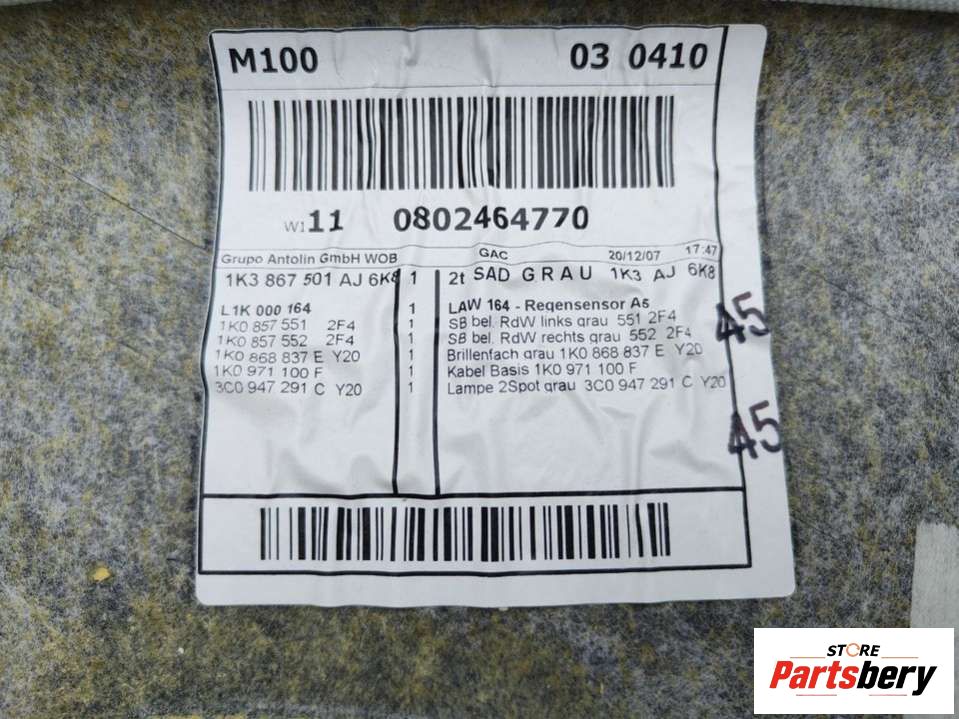 M100 03 0410
W1 11 0802464770
Grupo Antolin GmbH WOB GAC 20/12/07 17:47
1K3 867 501 AJ 6K8 1 2t SAD GRAU 1K3 AJ 6K8
L1K 000 164 1 LAW 164 - Regensensor A5
1K0 857 551 2F4 1 SB bel. RdW links grau 551 2F4
1K0 857 552 2F4 1 SB bel. RdW rechts grau 552 2F4
1K0 868 837 E Y20 1 Brillenfach grau 1K0 868 837 E Y20
1K0 971 100 F 1 Kabel Basis 1K0 971 100 F
3C0 947 291 C Y20 1 Lampe 2Spot grau 3C0 947 291 C Y20
A5
A5
STORE
Partsbery